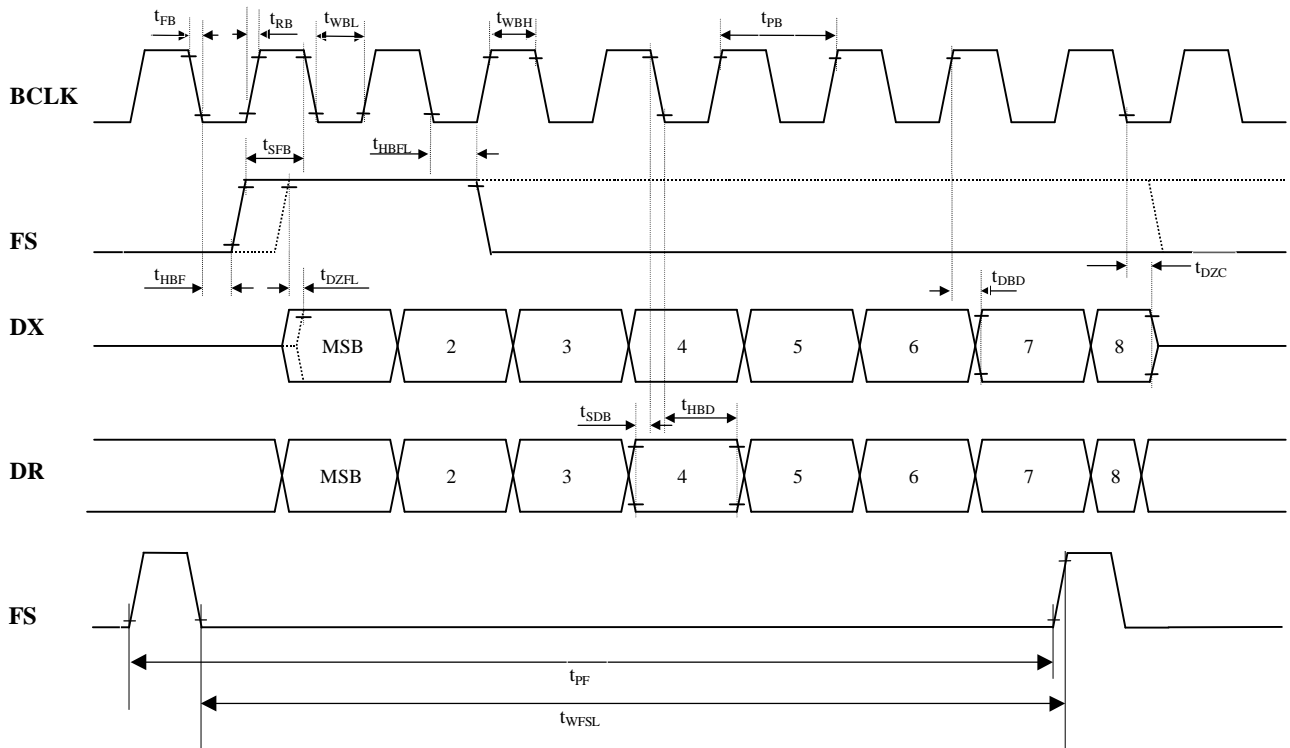 tFB tRB tWBL tWBH tPB
BCLK
tSFB tHBFL
FS
tHBF tDZFL tDBD tDZC
DX MSB 2 3 4 5 6 7 8
tSDB tHBD
DR MSB 2 3 4 5 6 7 8
FS
tPF
tWFSL